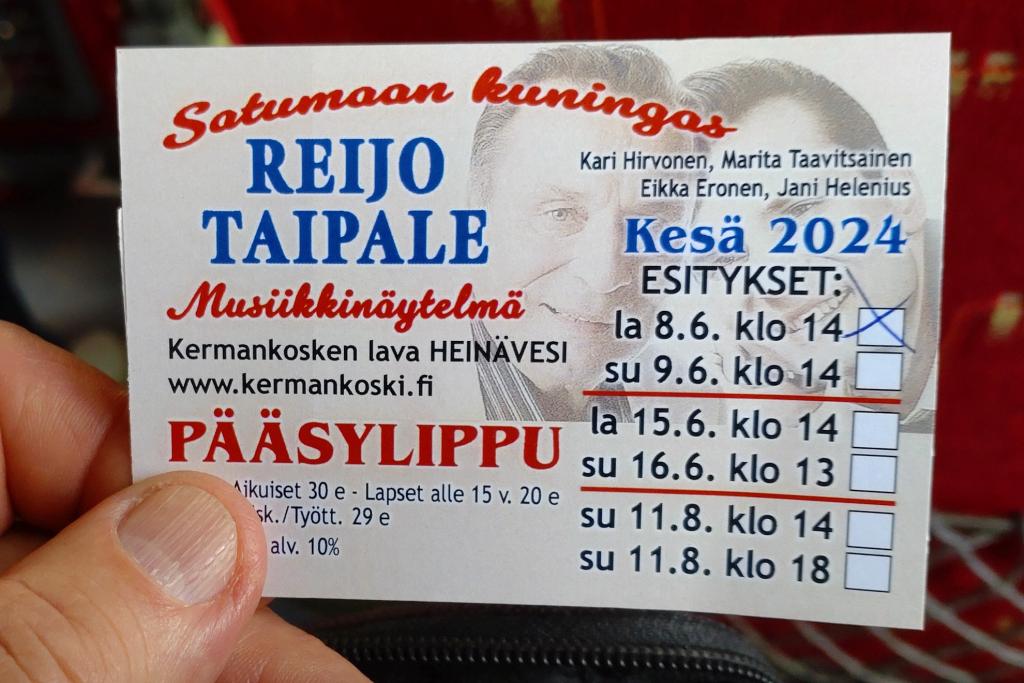 Satumaan kuningas
REIJO
TAIPALE
Musiikkinäytelmä
Kermankosken lava HEINÄVESI
www.kermankoski.fi
PÄÄSYLIPPU
Aikuiset 30 e - Lapset alle 15 v. 20 e
/Tyött. 29 e
alv. 10%
Kari Hirvonen, Marita Taavitsainen
Eikka Eronen, Jani Helenius
Kesä 2024
ESITYKSET:
la 8.6. klo 14
su 9.6. klo 14
la 15.6. klo 14
su 16.6. klo 13
su 11.8. klo 14
su 11.8. klo 18